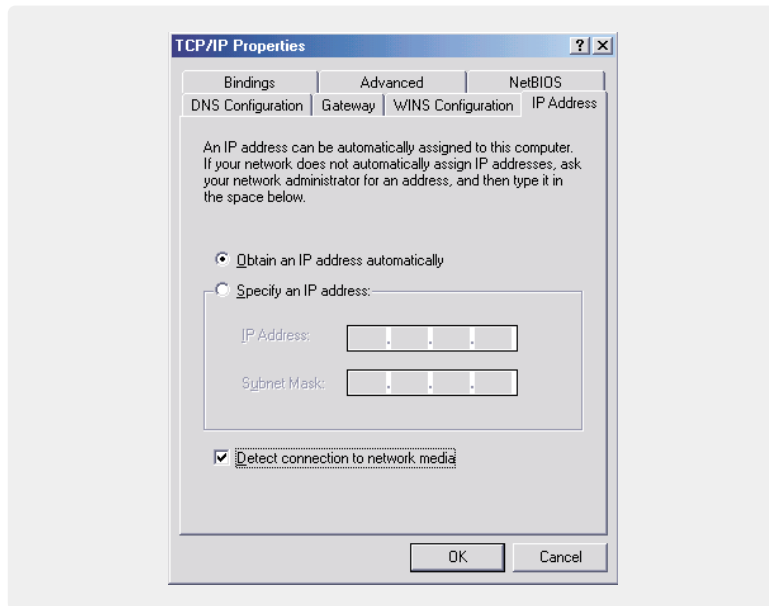 TCP/IP Properties
Bindings
Advanced
NetBIOS
DNS Configuration
Gateway
WINS Configuration
IP Address
An IP address can be automatically assigned to this computer.
If your network does not automatically assign IP addresses, ask
your network administrator for an address, and then type it in
the space below.
Obtain an IP address automatically
Specify an IP address:
IP Address:
Subnet Mask:
Detect connection to network media
OK
Cancel